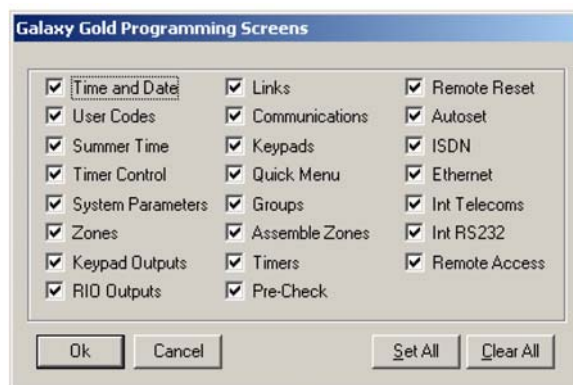 Galaxy Gold Programming Screens
Time and Date
User Codes
Summer Time
Timer Control
System Parameters
Zones
Keypad Outputs
RIO Outputs
Links
Communications
Keypads
Quick Menu
Groups
Assemble Zones
Timers
Pre-Check
Remote Reset
Autoset
ISDN
Ethernet
Int Telecoms
Int RS232
Remote Access
Ok
Cancel
Set All
Clear All